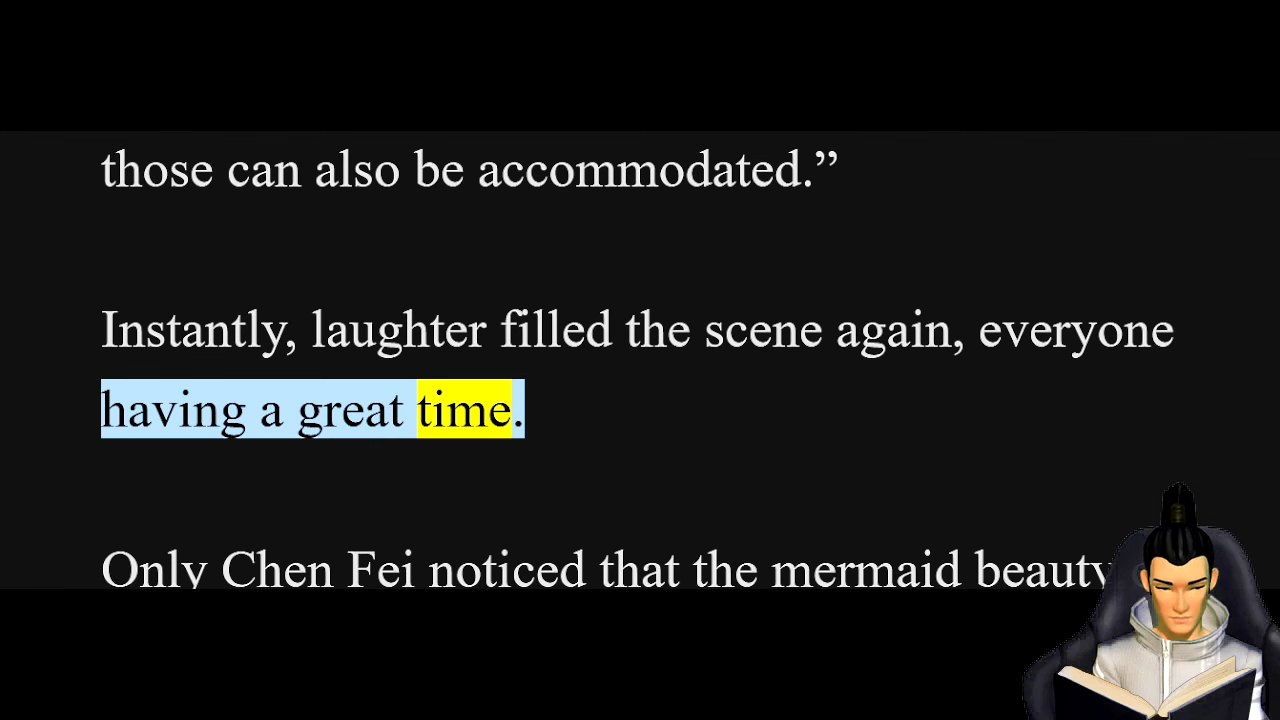 those can also be accommodated.”
Instantly, laughter filled the scene again, everyone
having a great time.
Only Chen Fei noticed that the mermaid beauty